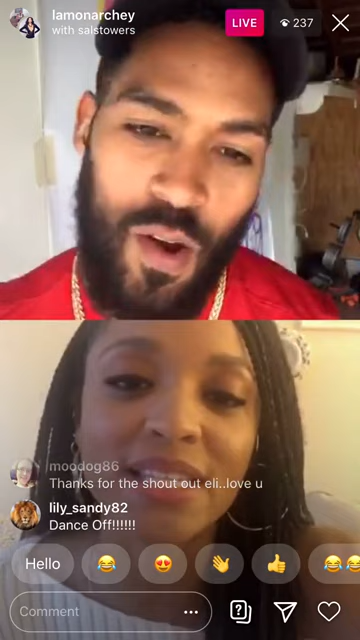 lamonarchey
with salstowers
LIVE
237
moodog86
Thanks for the shout out eli..love u
lily_sandy82
Dance Off!!!!!!
Hello
Comment